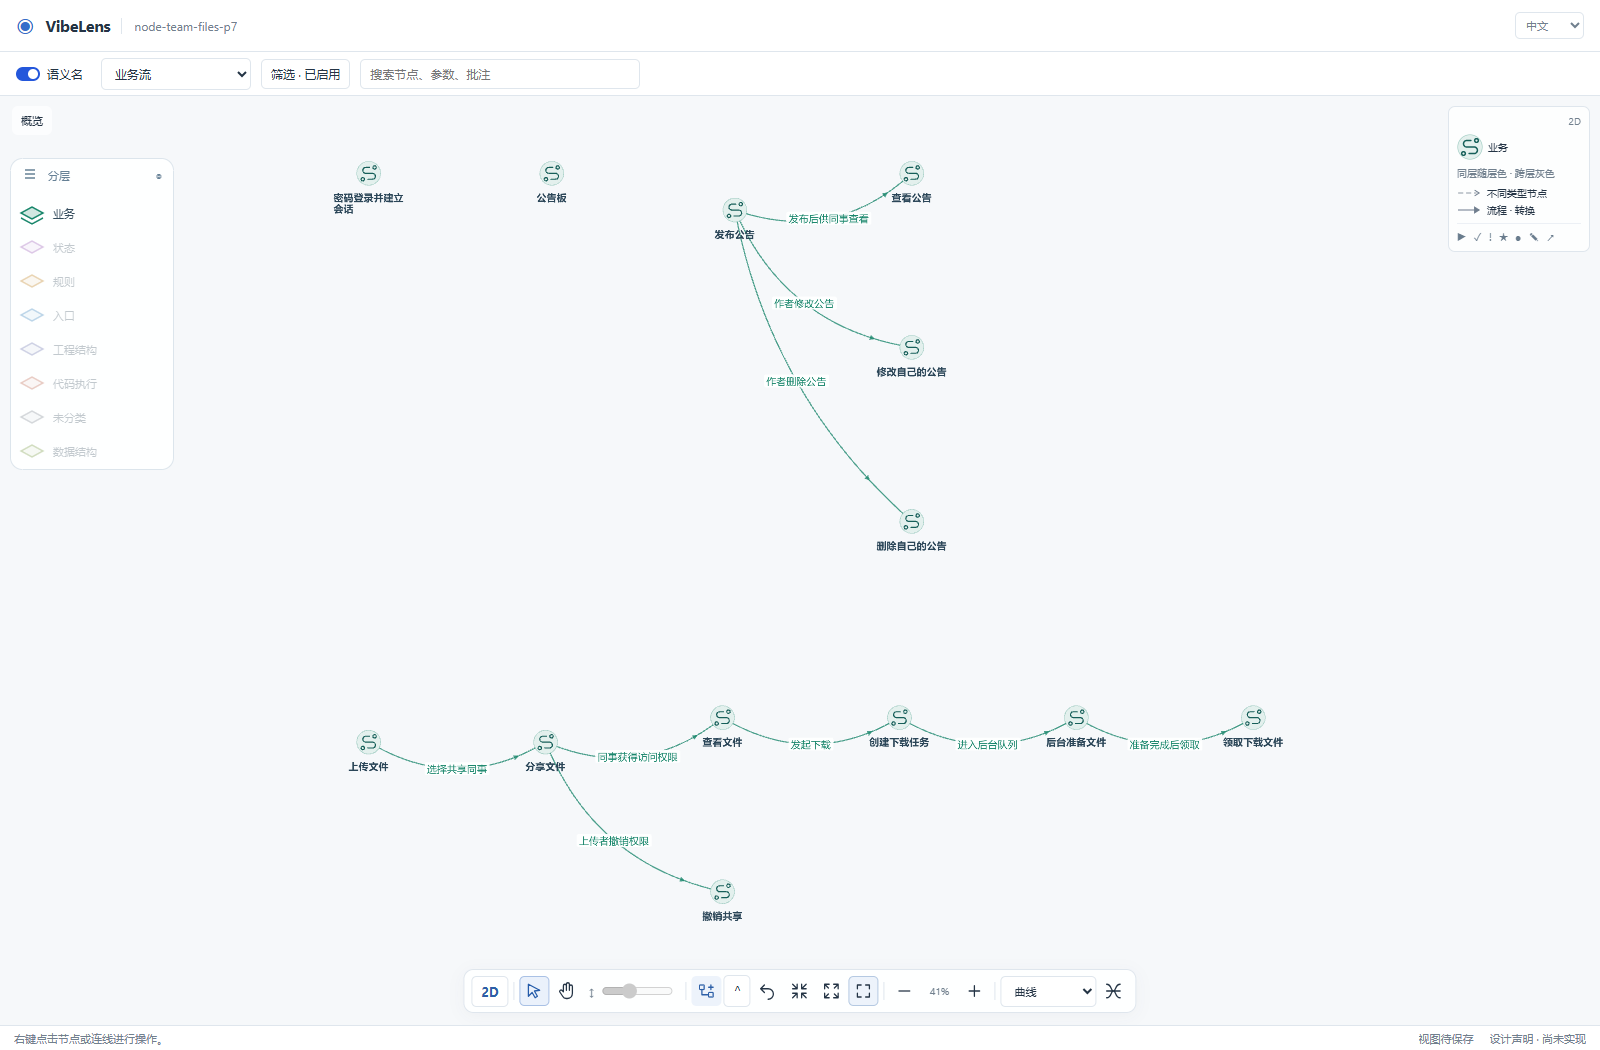 VibeLens
node-team-files-p7
中文
语义名
业务流
筛选 · 已启用
搜索节点、参数、批注
概览
分层
业务
状态
规则
入口
工程结构
代码执行
未分类
数据结构
2D
业务
同层随层色 · 跨层灰色
不同类型节点
流程 · 转换
密码登录并建立
会话
公告板
查看公告
发布公告
发布后供同事查看
作者修改公告
修改自己的公告
作者删除公告
删除自己的公告
上传文件
选择共享同事
分享文件
同事获得访问权限
查看文件
发起下载
创建下载任务
进入后台队列
后台准备文件
准备完成后领取
领取下载文件
上传者撤销权限
撤销共享
2D
41%
曲线
右键点击节点或连线进行操作。
视图待保存
设计声明 · 尚未实现